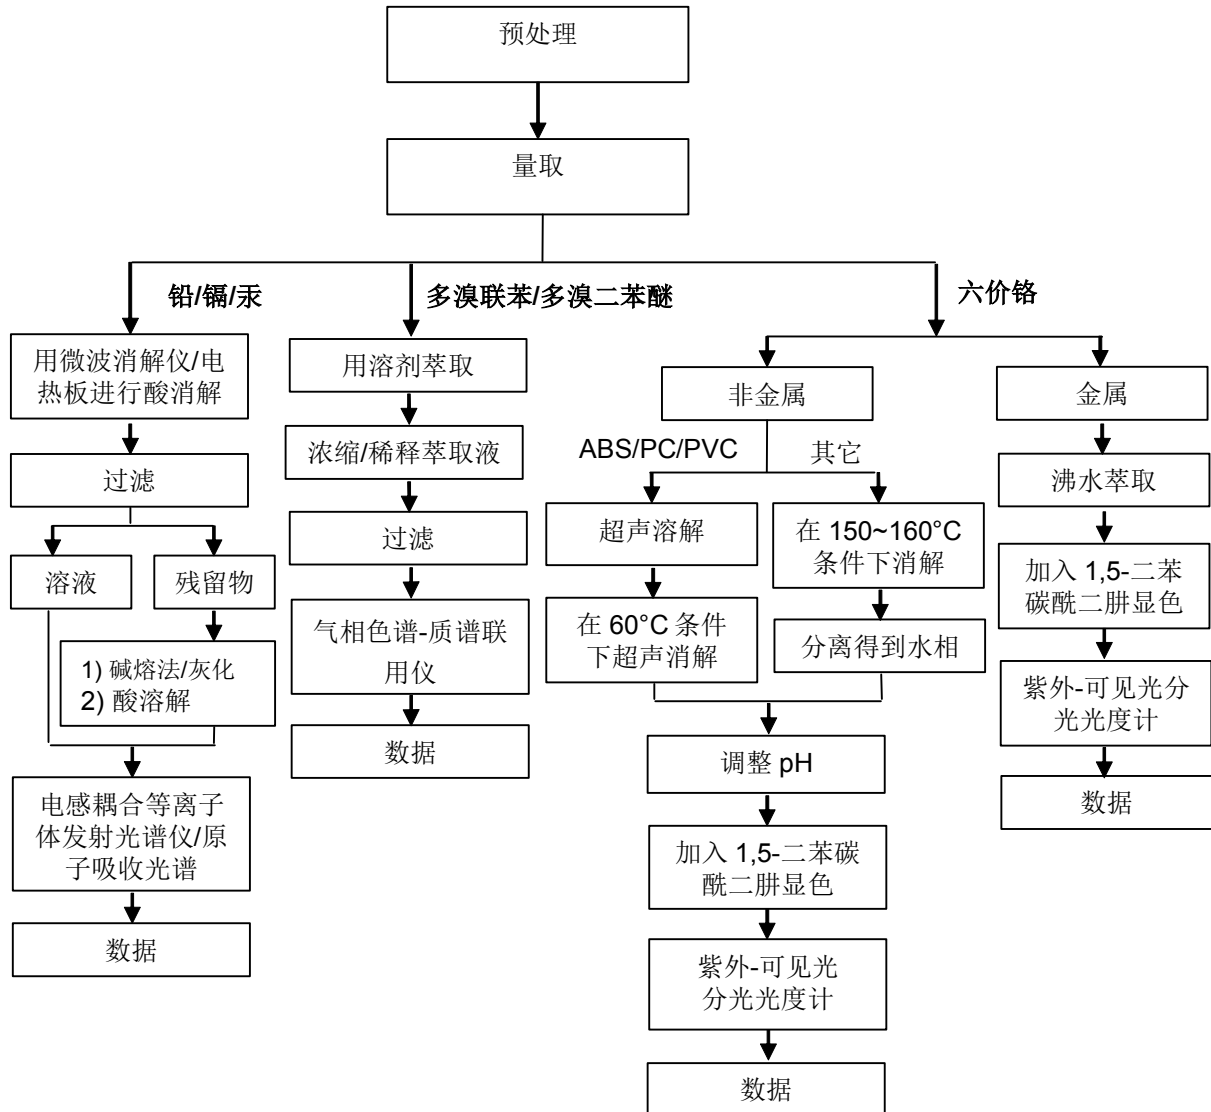 预处理
量取
铅/镉/汞
多溴联苯/多溴二苯醚
六价铬
用微波消解仪/电
热板进行酸消解
过滤
溶液
残留物
1) 碱熔法/灰化
2) 酸溶解
电感耦合等离子
体发射光谱仪/原
子吸收光谱
数据
用溶剂萃取
浓缩/稀释萃取液
过滤
气相色谱-质谱联
用仪
数据
非金属
ABS/PC/PVC
其它
超声溶解
在 60°C 条件
下超声消解
在 150~160°C
条件下消解
分离得到水相
调整 pH
加入 1,5-二苯碳
酰二肼显色
紫外-可见光
分光光度计
数据
金属
沸水萃取
加入 1,5-二苯
碳酰二肼显色
紫外-可见光分
光光度计
数据